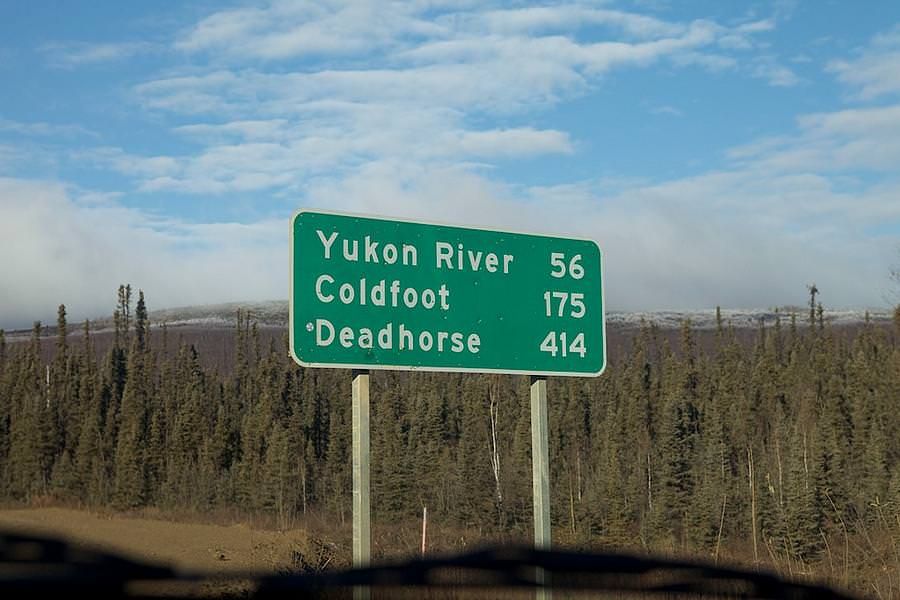 Yukon River 56
Coldfoot 175
Deadhorse 414